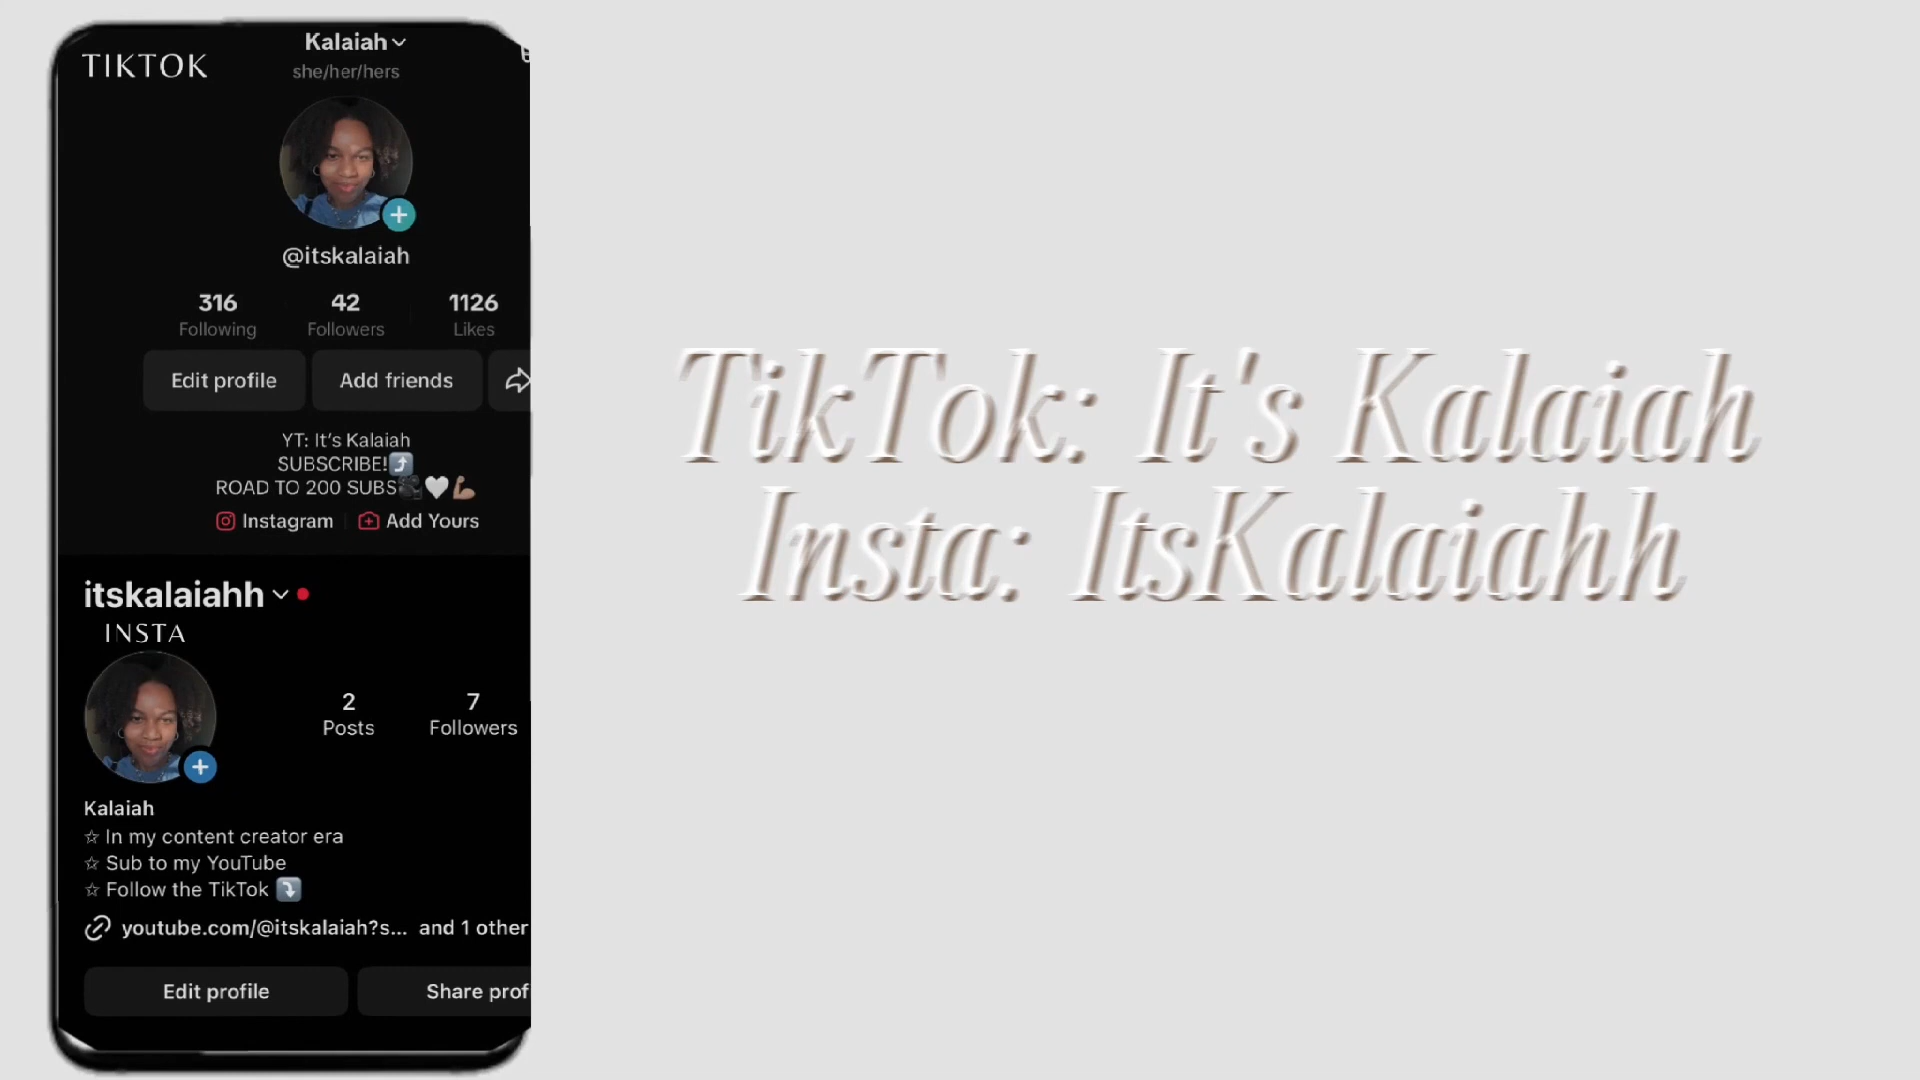 TIKTOK
Kalaiah
she/her/hers
@itskalaiah
316 42 1126
Following Followers Likes
Edit profile Add friends
YT: It's Kalaiah
SUBSCRIBE!⤴️
ROAD TO 200 SUBS🎥🤍💪🏽
Instagram Add Yours
itskalaiahh
INSTA
2 7
Posts Followers
Kalaiah
☆ In my content creator era
☆ Sub to my YouTube
☆ Follow the TikTok ⤵️
youtube.com/@itskalaiah?s... and 1 other
Edit profile Share prof
TikTok: It's Kalaiah
Insta: ItsKalaiahh